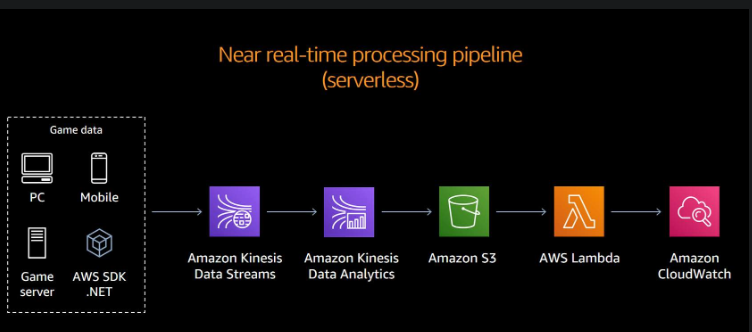 Near real-time processing pipeline
(serverless)
Game data
PC
Mobile
Game
server
AWS SDK
.NET
Amazon Kinesis
Data Streams
Amazon Kinesis
Data Analytics
Amazon S3
AWS Lambda
Amazon
CloudWatch